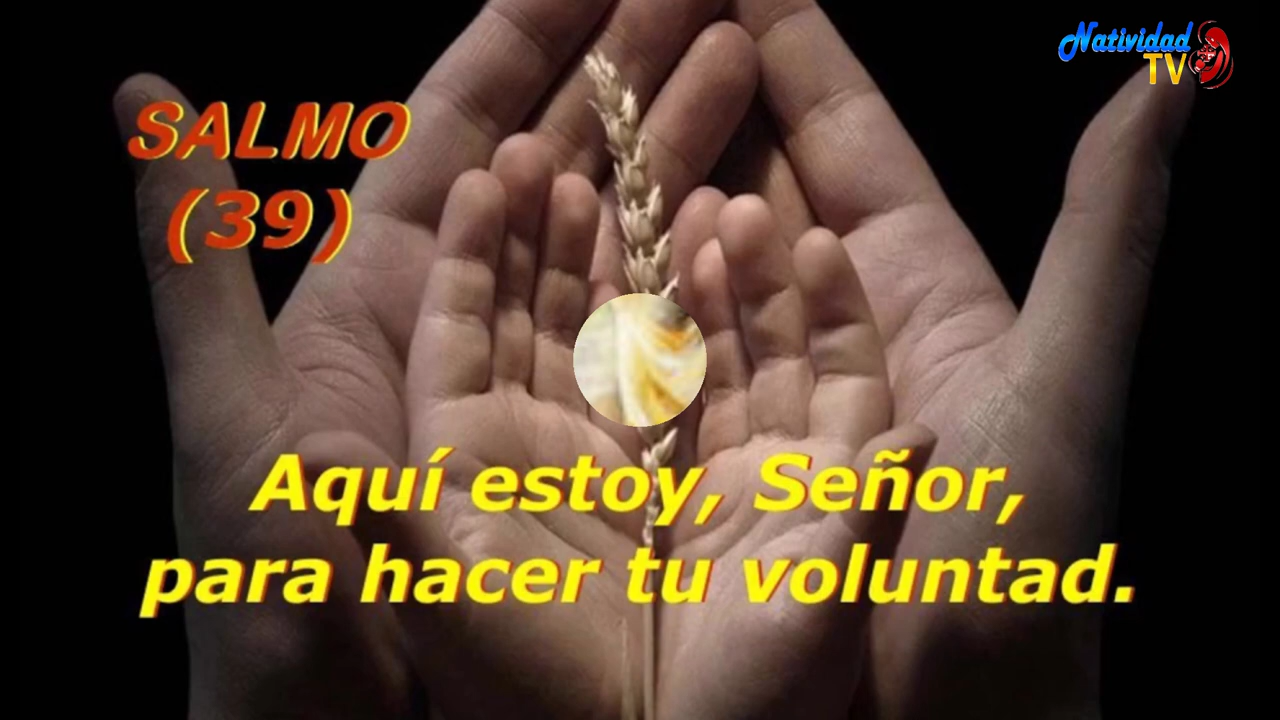 Natividad
TV
SALMO
(39)
Aquí estoy, Señor,
para hacer tu voluntad.